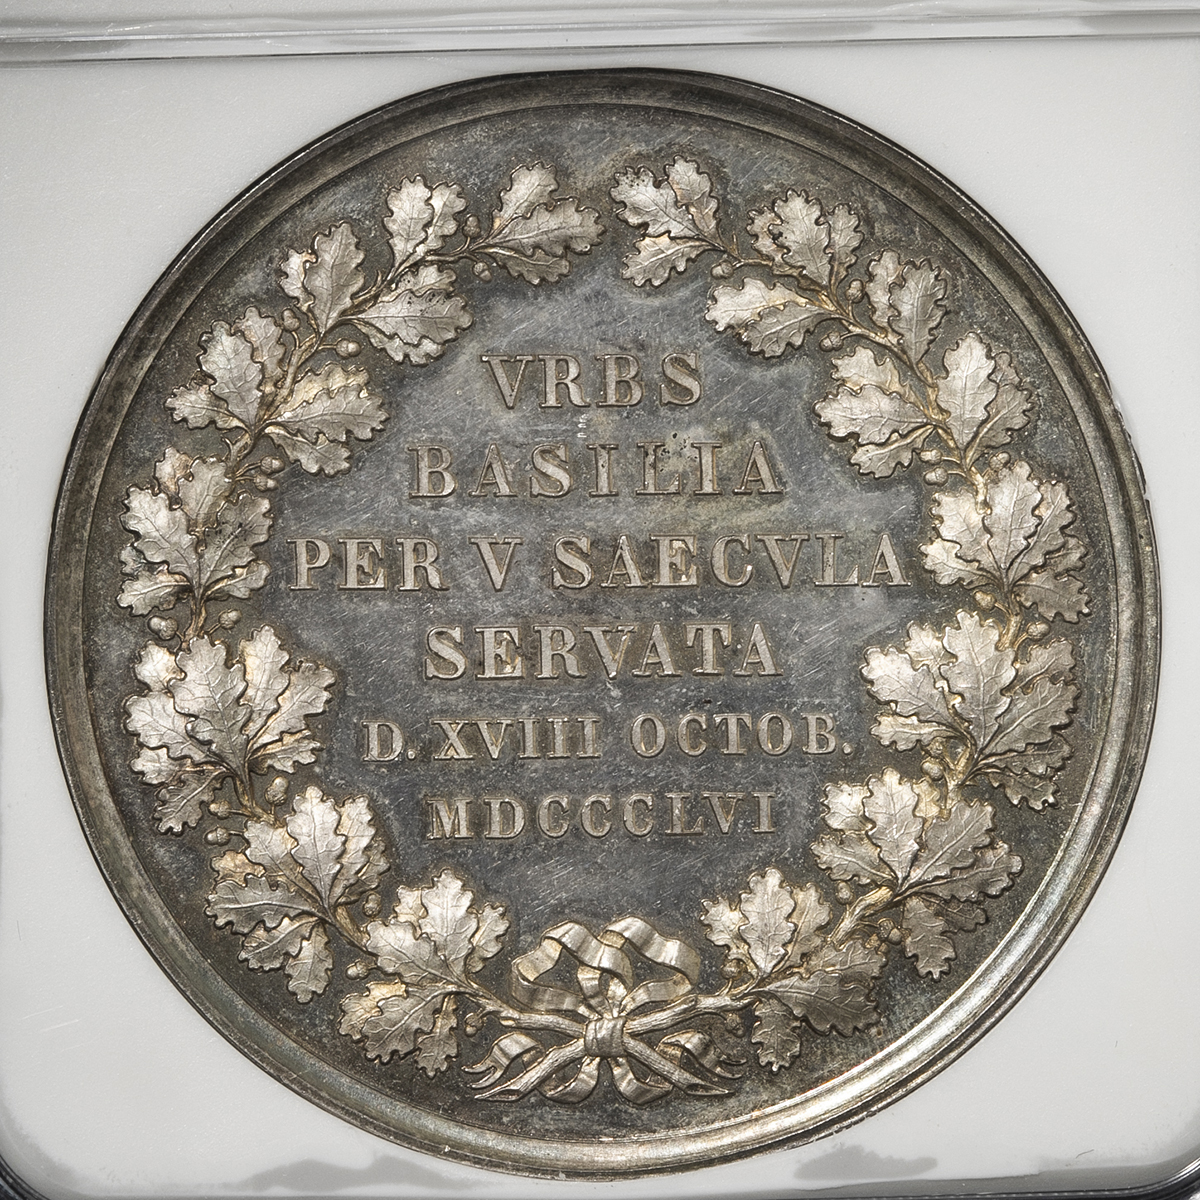 VRBS
BASILIA
PER V SAECVLA
SERVATA
D. XVIII OCTOB.
MDCCCLVI